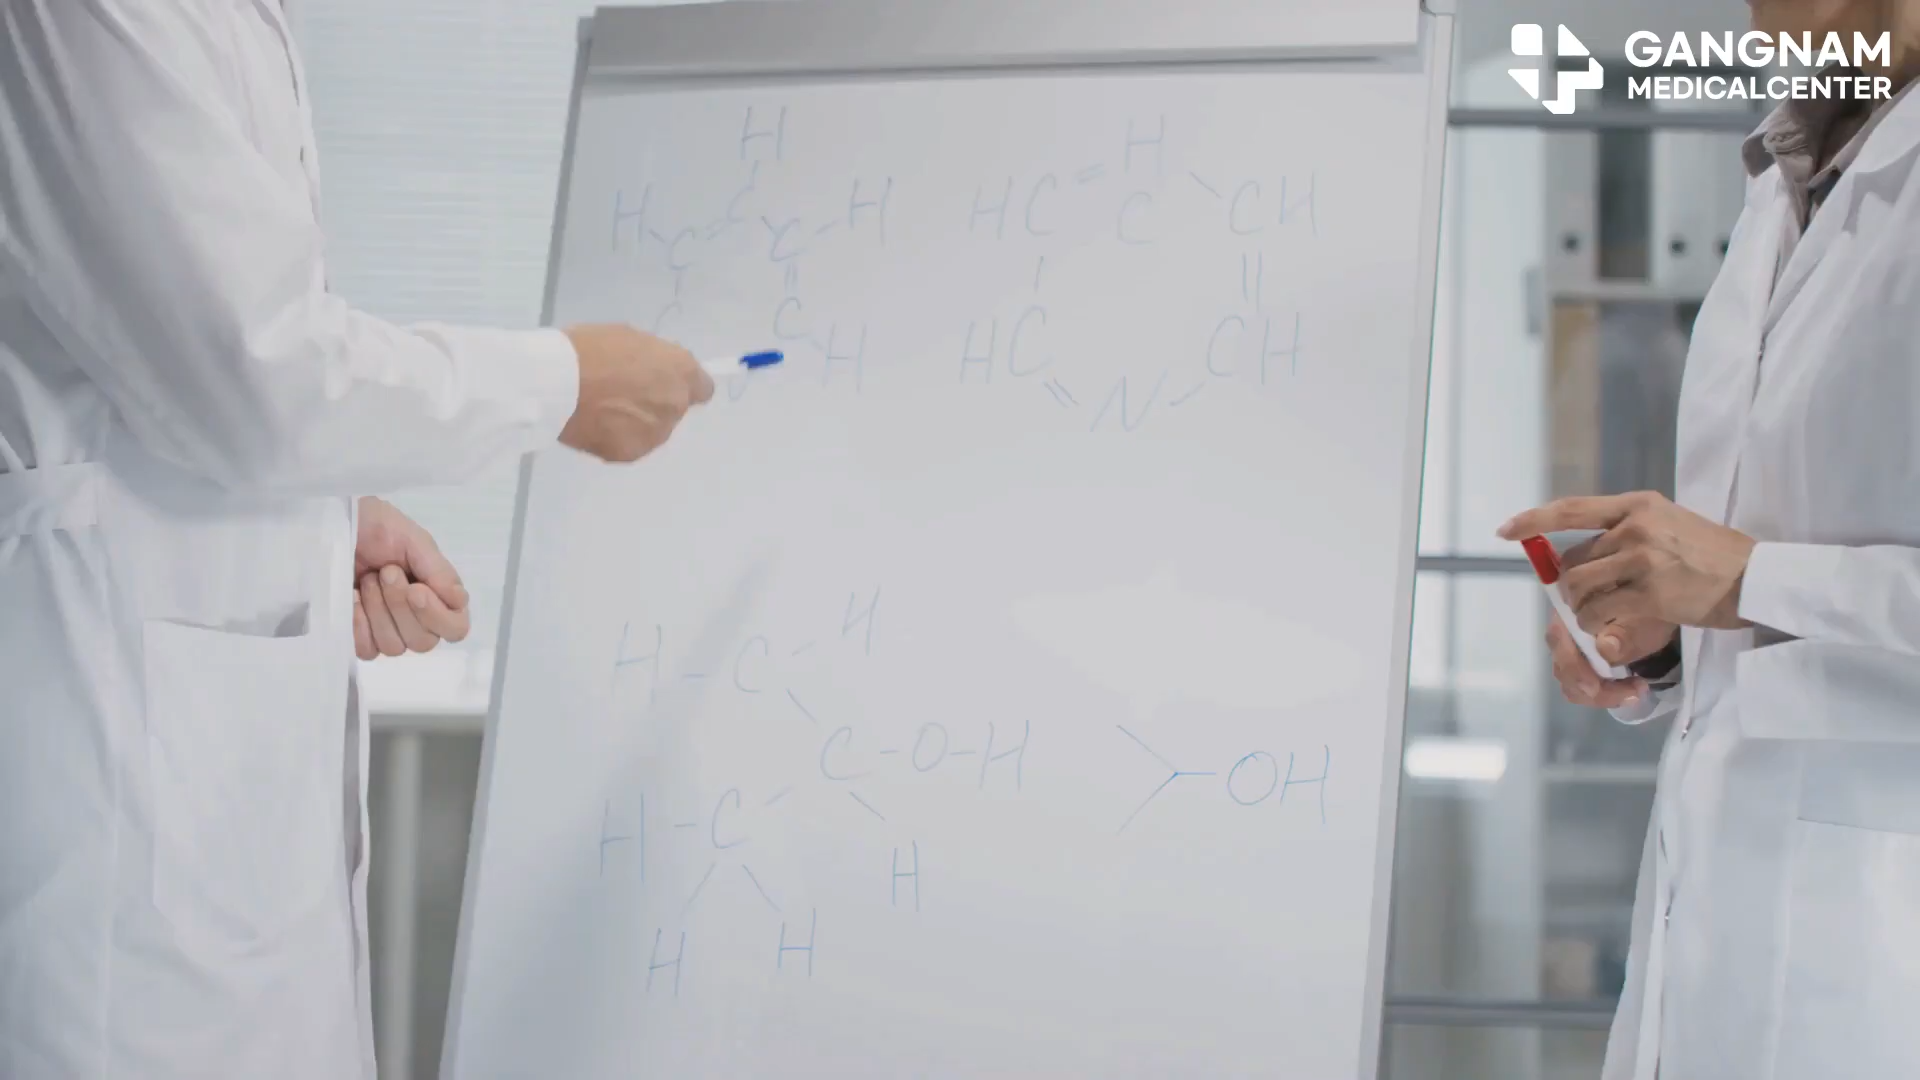 GANGNAM
MEDICALCENTER
H
H C C C H
C C H
H
HC = C CH
HC CH
N
H - C H
C - O - H
H - C
H
H H
OH